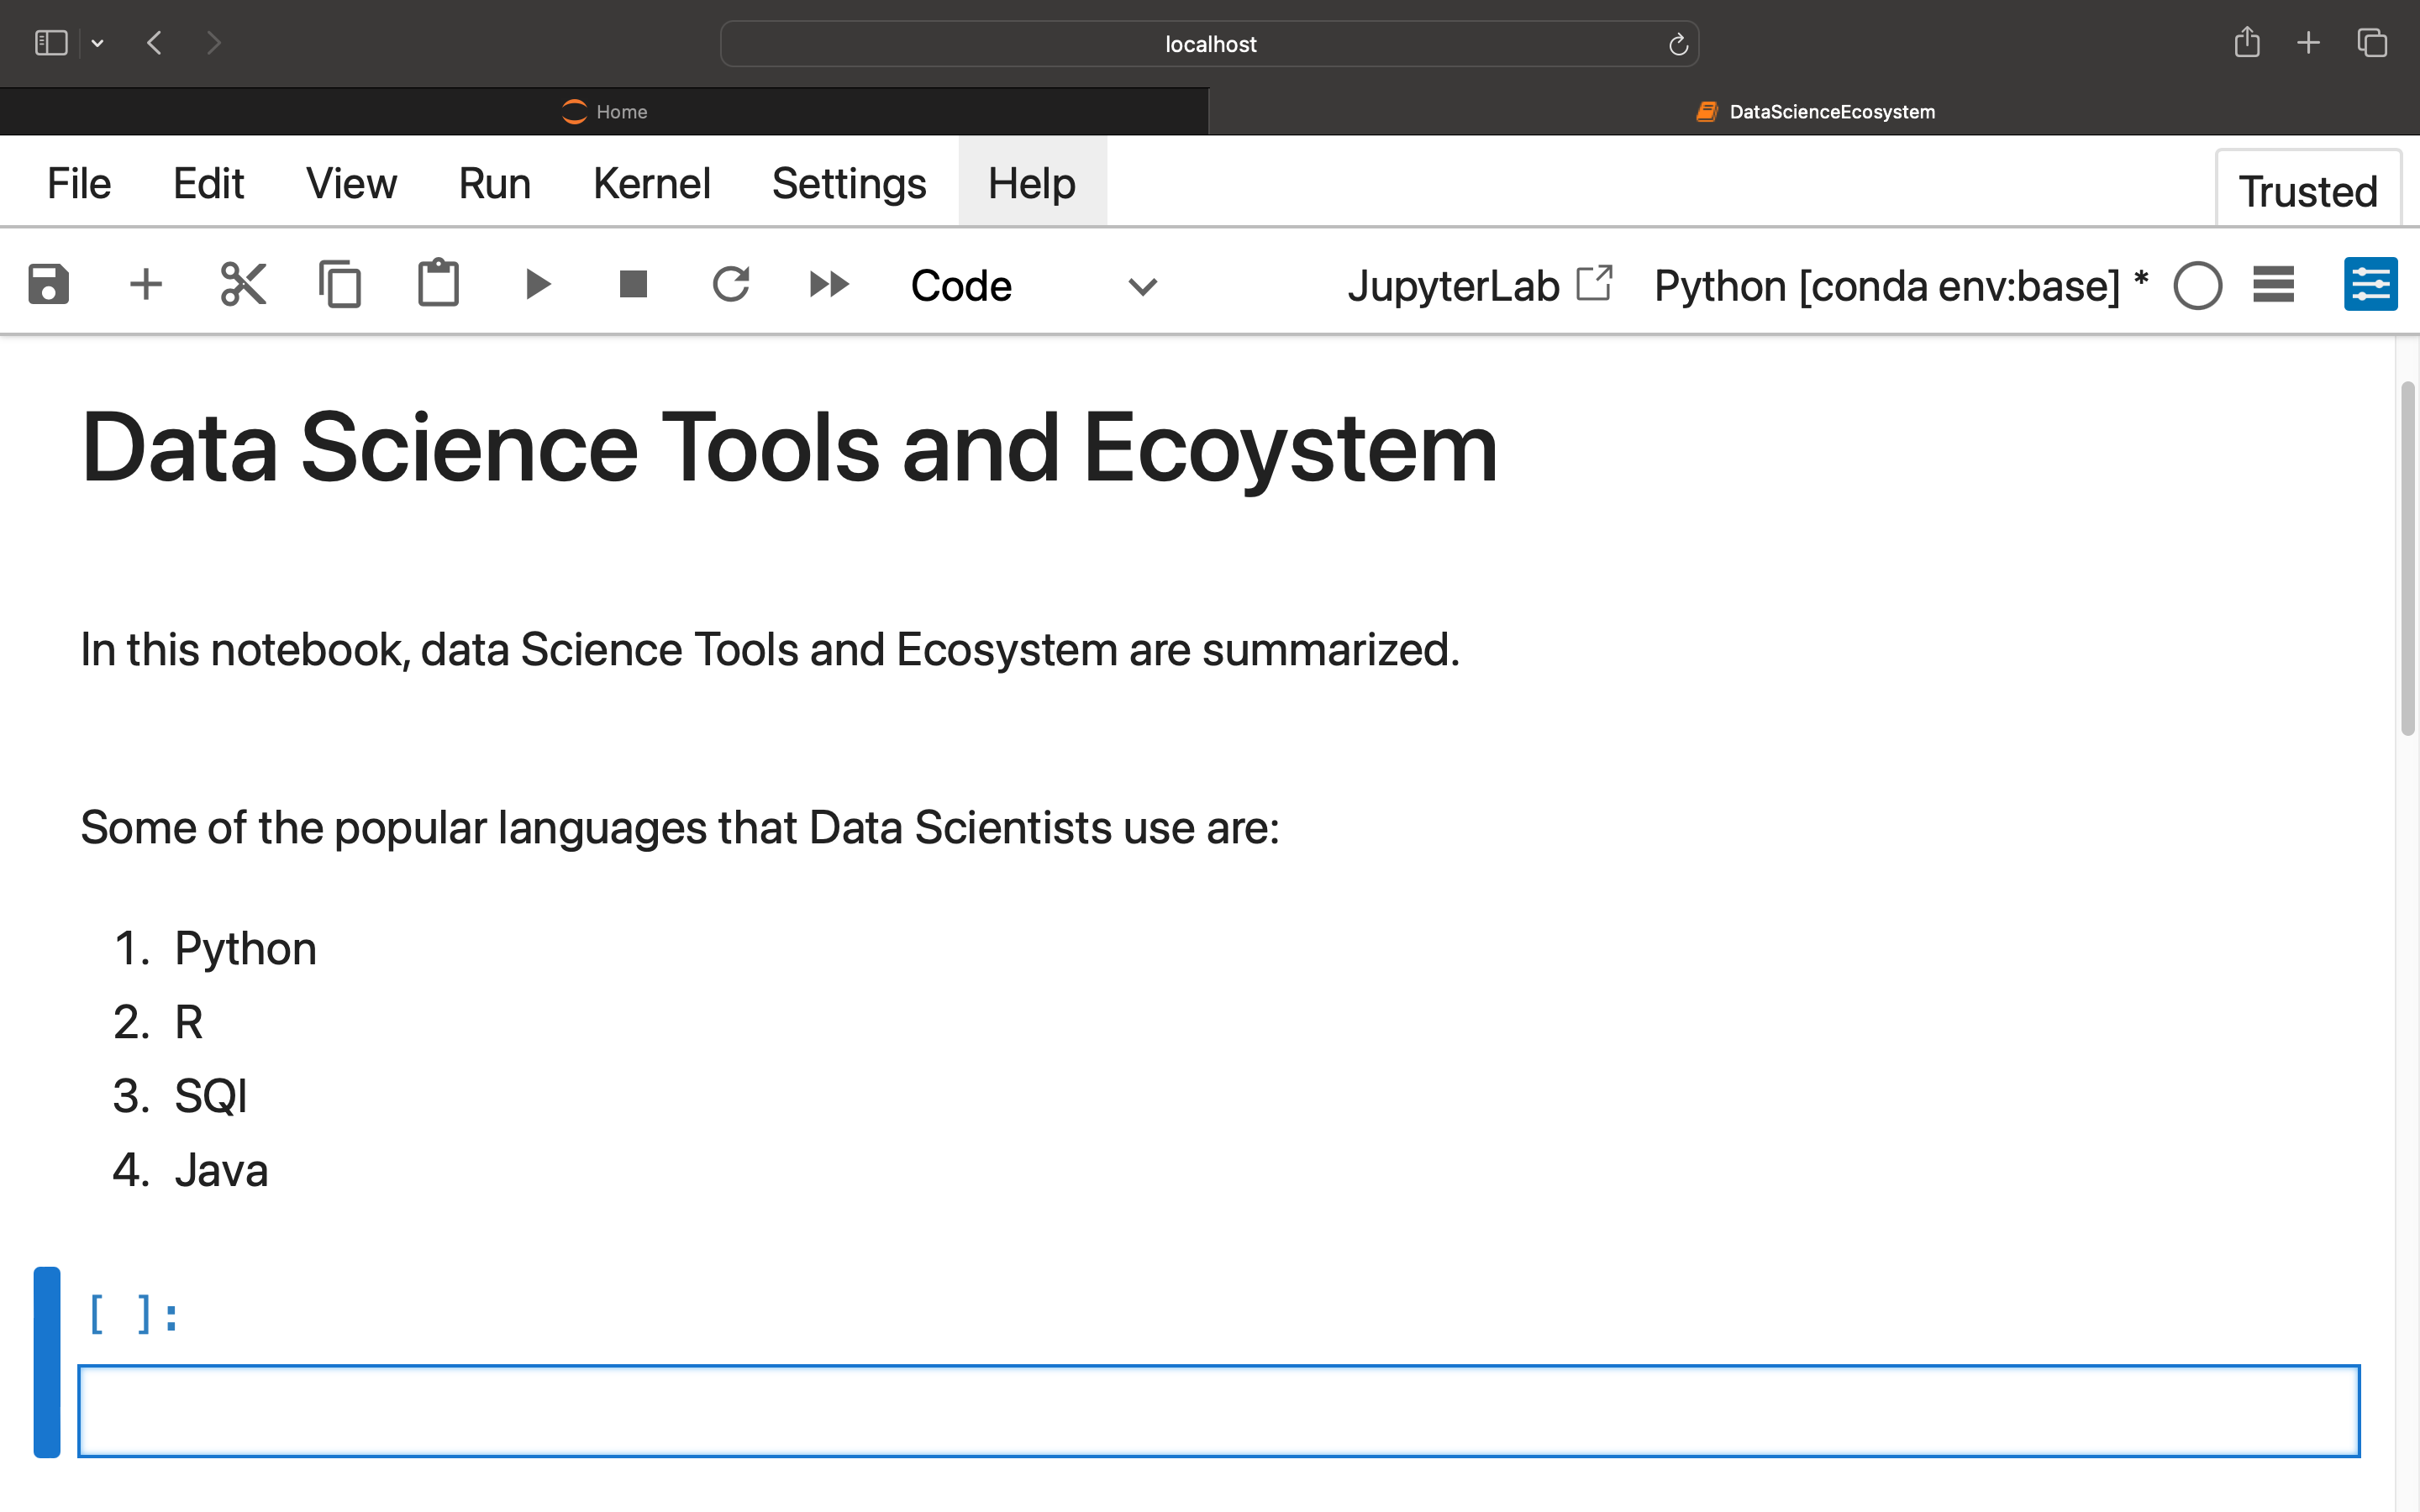 localhost
Home
DataScienceEcosystem
File Edit View Run Kernel Settings Help
Trusted
Code
JupyterLab
Python [conda env:base] *
Data Science Tools and Ecoystem
In this notebook, data Science Tools and Ecosystem are summarized.
Some of the popular languages that Data Scientists use are:
1. Python
2. R
3. SQl
4. Java
[ ]: